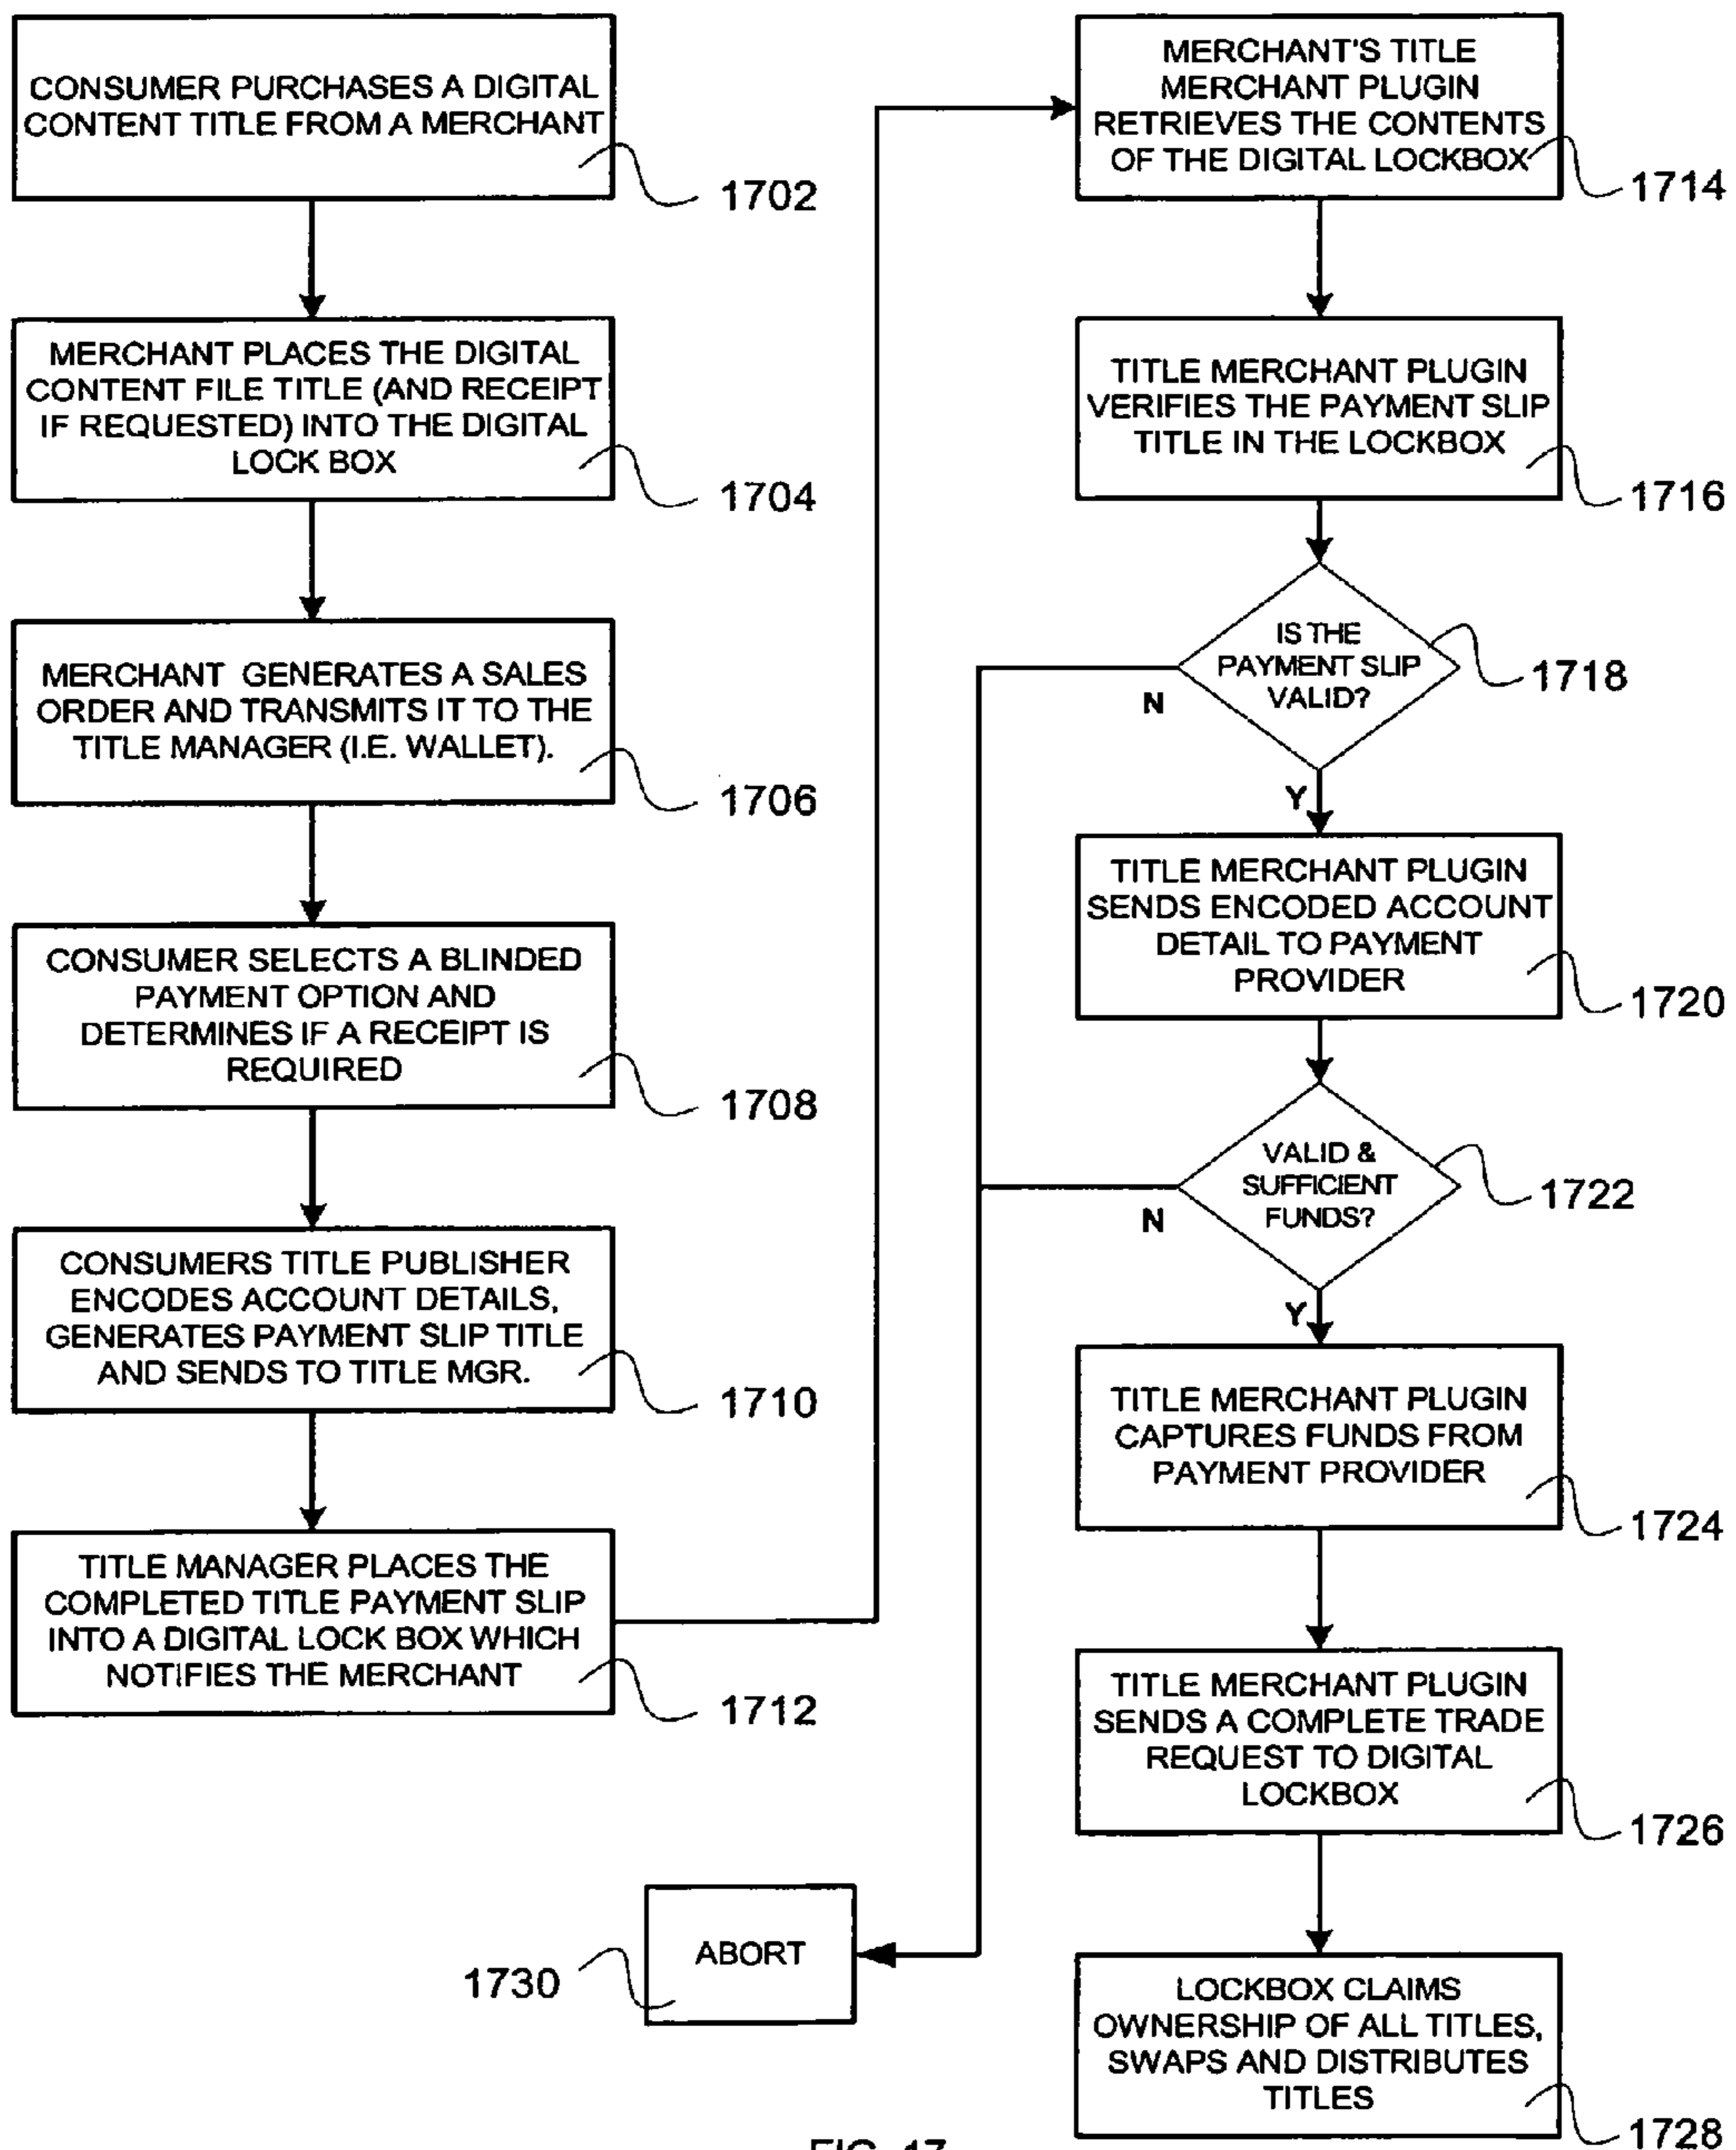 CONSUMER PURCHASES A DIGITAL
CONTENT TITLE FROM A MERCHANT
1702
MERCHANT PLACES THE DIGITAL
CONTENT FILE TITLE (AND RECEIPT
IF REQUESTED) INTO THE DIGITAL
LOCK BOX
1704
MERCHANT GENERATES A SALES
ORDER AND TRANSMITS IT TO THE
TITLE MANAGER (I.E. WALLET).
1706
CONSUMER SELECTS A BLINDED
PAYMENT OPTION AND
DETERMINES IF A RECEIPT IS
REQUIRED
1708
CONSUMERS TITLE PUBLISHER
ENCODES ACCOUNT DETAILS,
GENERATES PAYMENT SLIP TITLE
AND SENDS TO TITLE MGR.
1710
TITLE MANAGER PLACES THE
COMPLETED TITLE PAYMENT SLIP
INTO A DIGITAL LOCK BOX WHICH
NOTIFIES THE MERCHANT
1712
MERCHANT'S TITLE
MERCHANT PLUGIN
RETRIEVES THE CONTENTS
OF THE DIGITAL LOCKBOX
1714
TITLE MERCHANT PLUGIN
VERIFIES THE PAYMENT SLIP
TITLE IN THE LOCKBOX
1716
IS THE
PAYMENT SLIP
VALID?
1718
N
Y
TITLE MERCHANT PLUGIN
SENDS ENCODED ACCOUNT
DETAIL TO PAYMENT
PROVIDER
1720
VALID &
SUFFICIENT
FUNDS?
1722
N
Y
TITLE MERCHANT PLUGIN
CAPTURES FUNDS FROM
PAYMENT PROVIDER
1724
TITLE MERCHANT PLUGIN
SENDS A COMPLETE TRADE
REQUEST TO DIGITAL
LOCKBOX
1726
ABORT
1730
LOCKBOX CLAIMS
OWNERSHIP OF ALL TITLES,
SWAPS AND DISTRIBUTES
TITLES
1728
FIG. 17